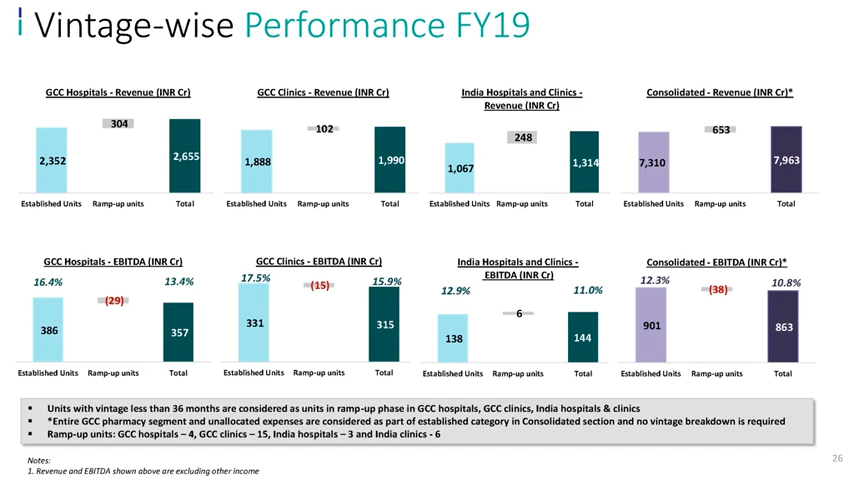 Vintage-wise Performance FY19
GCC Hospitals - Revenue (INR Cr)
304
2,352
2,655
Established Units Ramp-up units Total
GCC Clinics - Revenue (INR Cr)
102
1,888
1,990
Established Units Ramp-up units Total
India Hospitals and Clinics -
Revenue (INR Cr)
248
1,067
1,314
Established Units Ramp-up units Total
Consolidated - Revenue (INR Cr)*
653
7,310
7,963
Established Units Ramp-up units Total
GCC Hospitals - EBITDA (INR Cr)
16.4%
13.4%
(29)
386
357
Established Units Ramp-up units Total
GCC Clinics - EBITDA (INR Cr)
17.5%
(15)
15.9%
331
315
Established Units Ramp-up units Total
India Hospitals and Clinics -
EBITDA (INR Cr)
12.9%
11.0%
6
138
144
Established Units Ramp-up units Total
Consolidated - EBITDA (INR Cr)*
12.3%
(38)
10.8%
901
863
Established Units Ramp-up units Total
▪ Units with vintage less than 36 months are considered as units in ramp-up phase in GCC hospitals, GCC clinics, India hospitals & clinics
▪ *Entire GCC pharmacy segment and unallocated expenses are considered as part of established category in Consolidated section and no vintage breakdown is required
▪ Ramp-up units: GCC hospitals – 4, GCC clinics – 15, India hospitals – 3 and India clinics - 6
Notes:
1. Revenue and EBITDA shown above are excluding other income
26